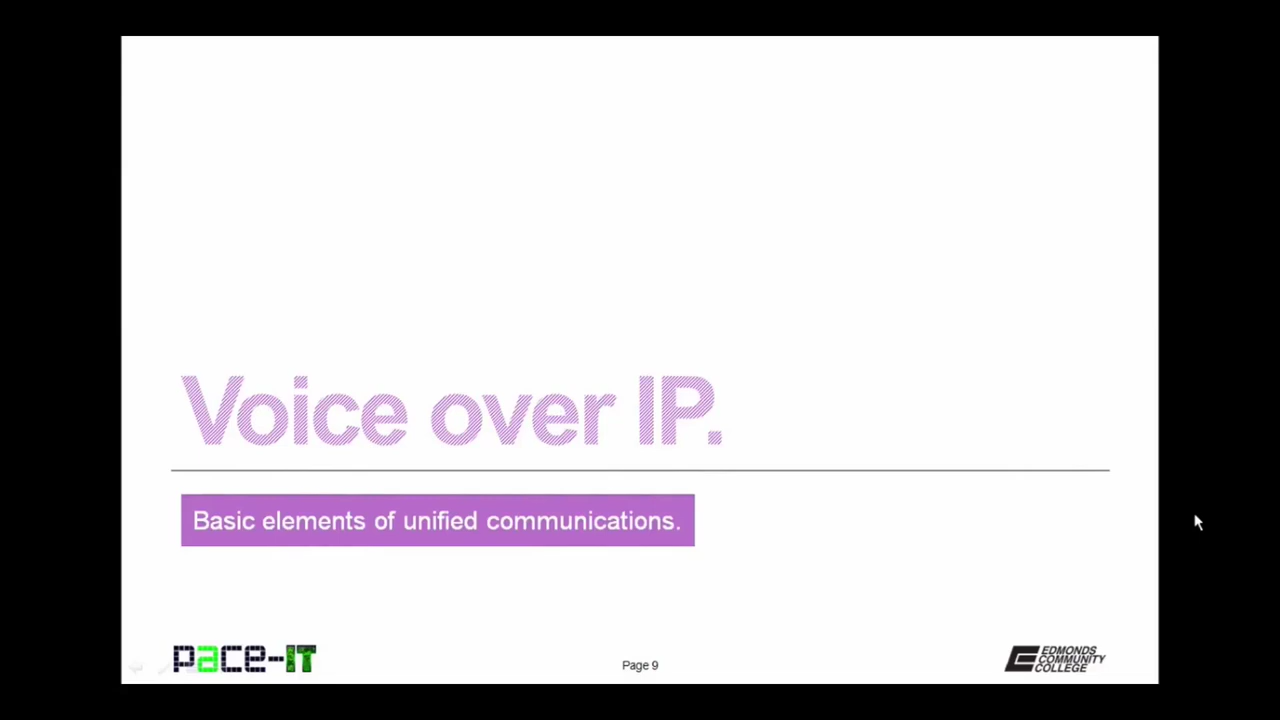 Voice over IP.
Basic elements of unified communications.
pace-IT
Page 9
EDMONDS
COMMUNITY
COLLEGE